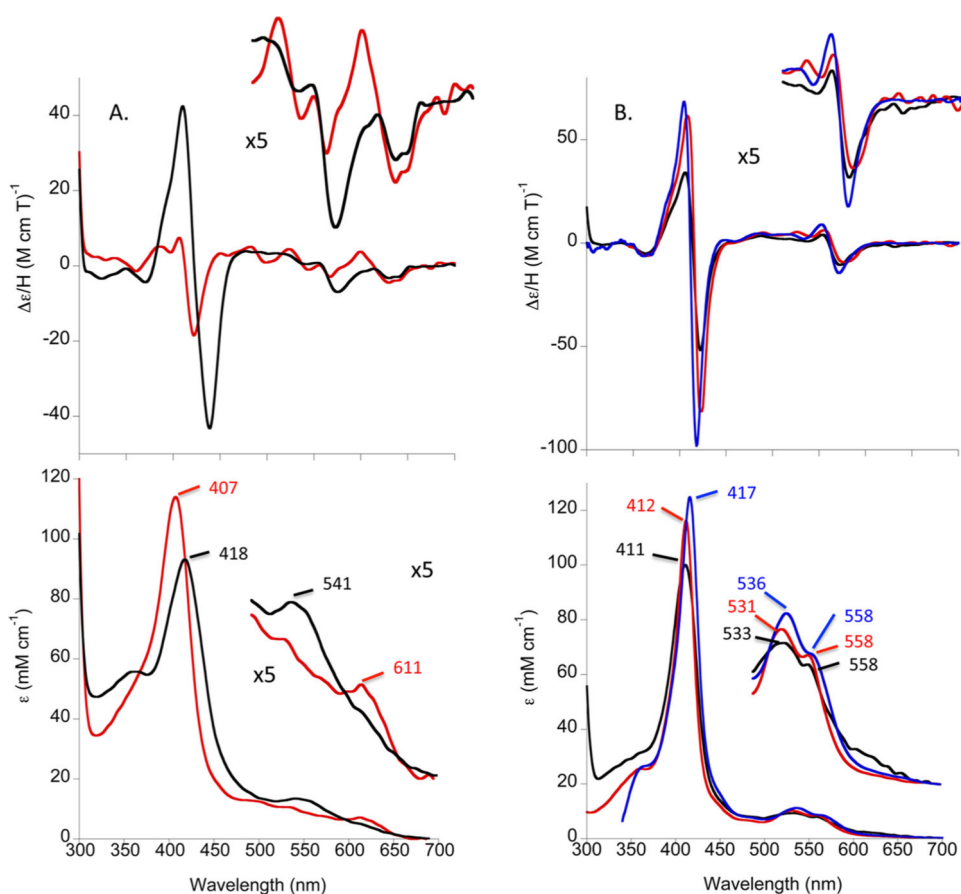 A.
x5
40
20
0
-20
-40
Δε/H (M cm T)⁻¹
B.
x5
50
0
-50
-100
Δε/H (M cm T)⁻¹
120
100
80
60
40
20
0
ε (mM cm⁻¹)
407
418
541
x5
x5
611
300 350 400 450 500 550 600 650 700
Wavelength (nm)
120
100
80
60
40
20
0
ε (mM cm⁻¹)
417
412
411
536
531
533
558
558
558
300 350 400 450 500 550 600 650 700
Wavelength (nm)